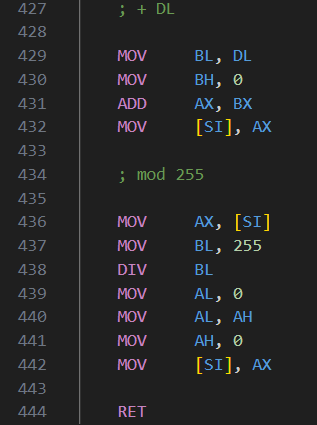 427 ; + DL
428
429 MOV BL, DL
430 MOV BH, 0
431 ADD AX, BX
432 MOV [SI], AX
433
434 ; mod 255
435
436 MOV AX, [SI]
437 MOV BL, 255
438 DIV BL
439 MOV AL, 0
440 MOV AL, AH
441 MOV AH, 0
442 MOV [SI], AX
443
444 RET